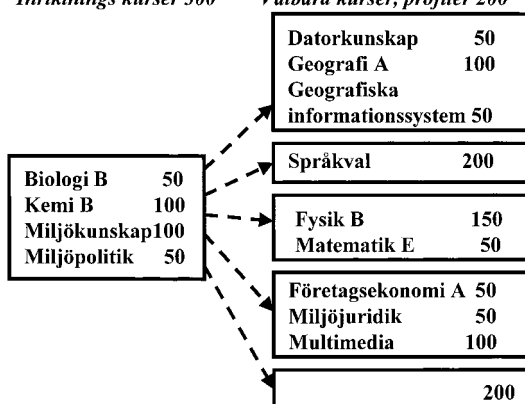 Inriktnings kurser 300 Valbara kurser, profiler 200
Datorkunskap 50
Geografi A 100
Geografiska
informationssystem 50
Biologi B 50
Kemi B 100
Miljökunskap100
Miljöpolitik 50
Språkval 200
Fysik B 150
Matematik E 50
Företagsekonomi A 50
Miljöjuridik 50
Multimedia 100
200